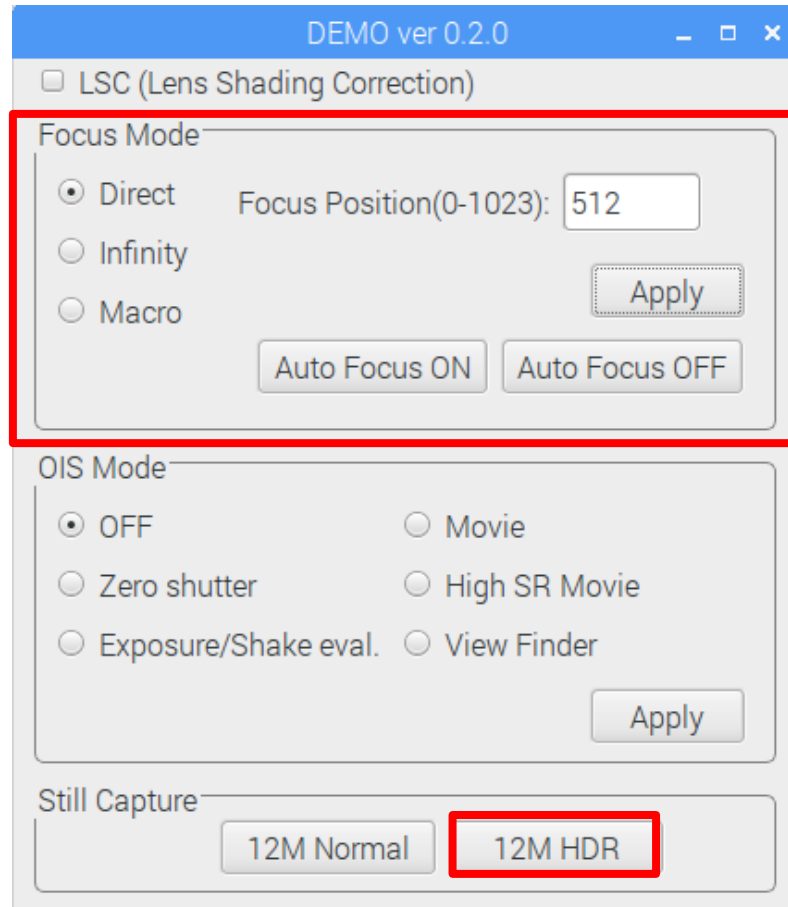 DEMO ver 0.2.0
LSC (Lens Shading Correction)
Focus Mode
Direct
Focus Position(0-1023): 512
Infinity
Macro
Apply
Auto Focus ON Auto Focus OFF
OIS Mode
OFF Movie
Zero shutter High SR Movie
Exposure/Shake eval. View Finder
Apply
Still Capture
12M Normal 12M HDR